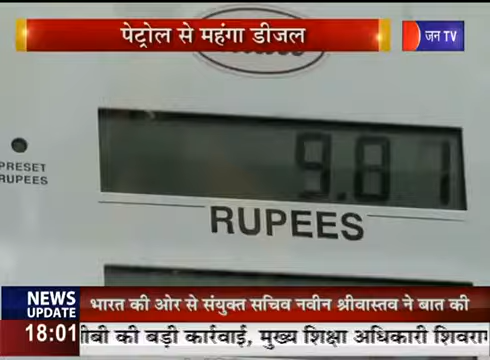 पेट्रोल से महंगा डीजल
जन TV
PRESET
RUPEES
9.81
RUPEES
NEWS
UPDATE
भारत की ओर से संयुक्त सचिव नवीन श्रीवास्तव ने बात की
18:01
की बड़ी कार्रवाई, मुख्य शिक्षा अधिकारी